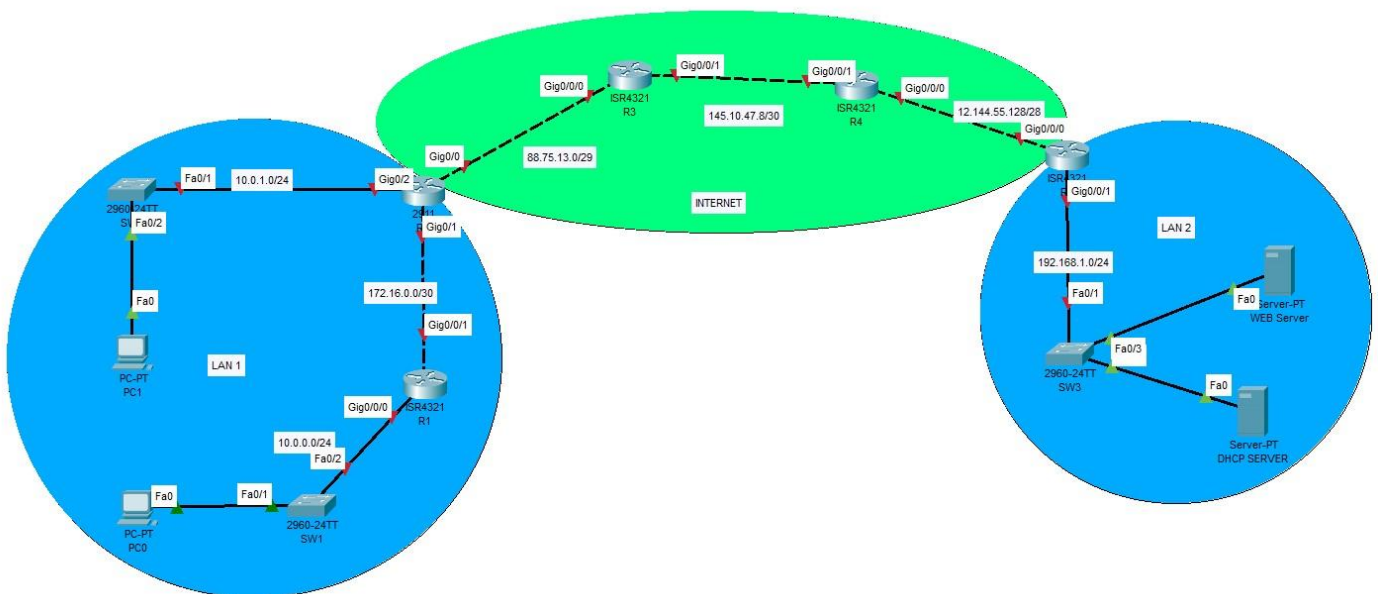 Gig0/0/1
Gig0/0/1
Gig0/0/0
ISR4321
R3
ISR4321
R4
Gig0/0/0
145.10.47.8/30
12.144.55.128/28
Gig0/0/0
Gig0/0
88.75.13.0/29
INTERNET
Fa0/1
10.0.1.0/24
Gig0/2
2960-24TT
Fa0/2
Gig0/1
172.16.0.0/30
Gig0/0/1
Fa0
PC-PT
PC1
LAN 1
ISR4321
R1
Gig0/0/0
10.0.0.0/24
Fa0/2
Fa0
Fa0/1
PC-PT
PC0
2960-24TT
SW1
Gig0/0/1
LAN 2
192.168.1.0/24
Fa0/1
Fa0
Server-PT
WEB Server
Fa0/3
2960-24TT
SW3
Fa0
Server-PT
DHCP SERVER